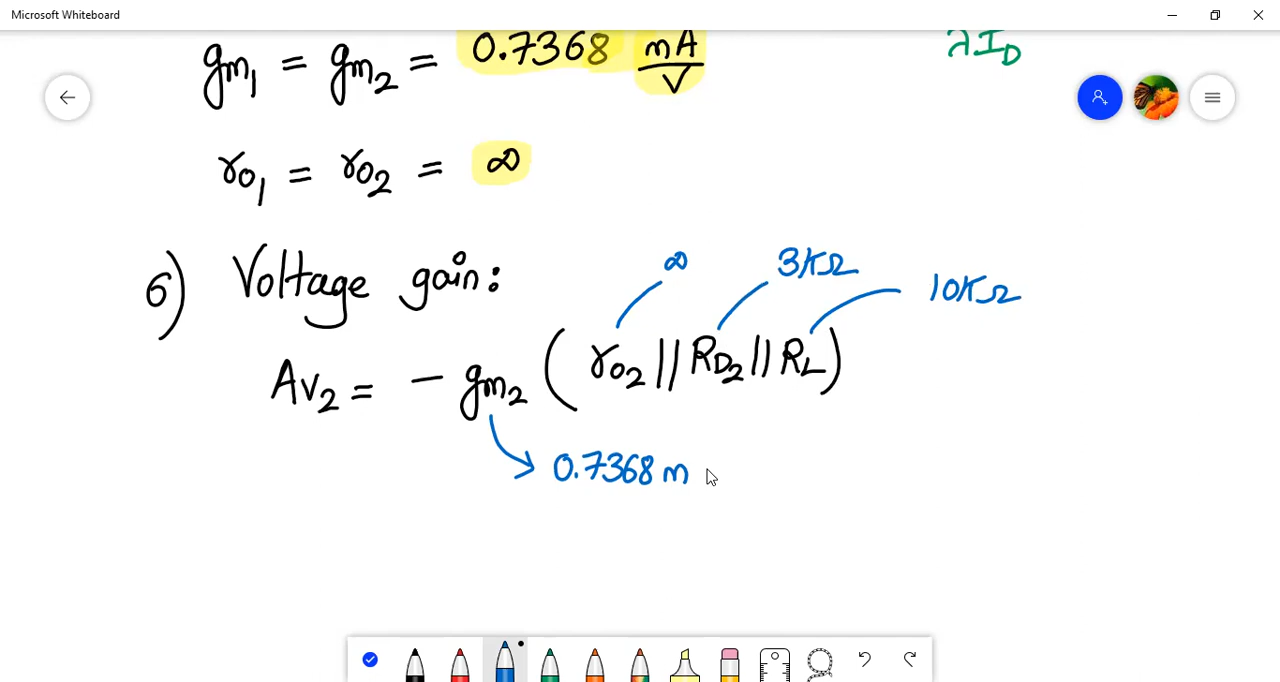 Microsoft Whiteboard
gm1 = gm2 = 0.7368 mA/V
λID
ro1 = ro2 = ∞
6) Voltage gain:
∞ 3KΩ 10KΩ
Av2 = - gm2 ( ro2 || RD2 || RL )
0.7368 m